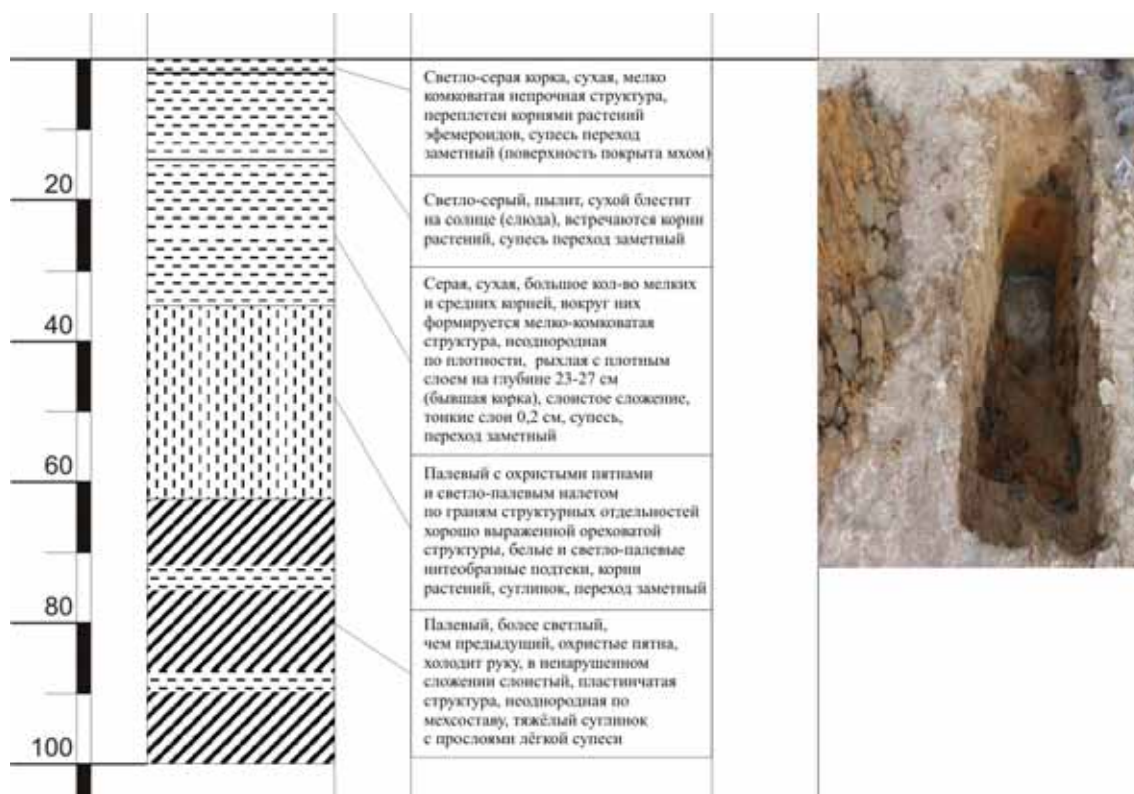 Светло-серая корка, сухая, мелко
комковатая непрочная структура,
переплетен корнями растений
эфемероидов, супесь переход
заметный (поверхность покрыта мхом)
Светло-серый, пылит, сухой блестит
на солнце (слюда), встречаются корни
растений, супесь переход заметный
Серая, сухая, большое кол-во мелких
и средних корней, вокруг них
формируется мелко-комковатая
структура, неоднородная
по плотности, рыхлая с плотным
слоем на глубине 23-27 см
(бывшая корка), слоистое сложение,
тонкие слои 0,2 см, супесь,
переход заметный
Палевый с охристыми пятнами
и светло-палевым налетом
по граням структурных отдельностей
хорошо выраженной ореховатой
структуры, белые и светло-палевые
нитеобразные подтеки, корни
растений, суглинок, переход заметный
Палевый, более светлый,
чем предыдущий, охристые пятна,
холодит руку, в ненарушенном
сложении слоистый, пластинчатая
структура, неоднородная по
мехсоставу, тяжёлый суглинок
с прослоями лёгкой супеси
20
40
60
80
100